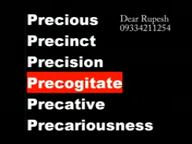 Precious
Dear Rupesh
09334211254
Precinct
Precision
Precogitate
Precative
Precariousness